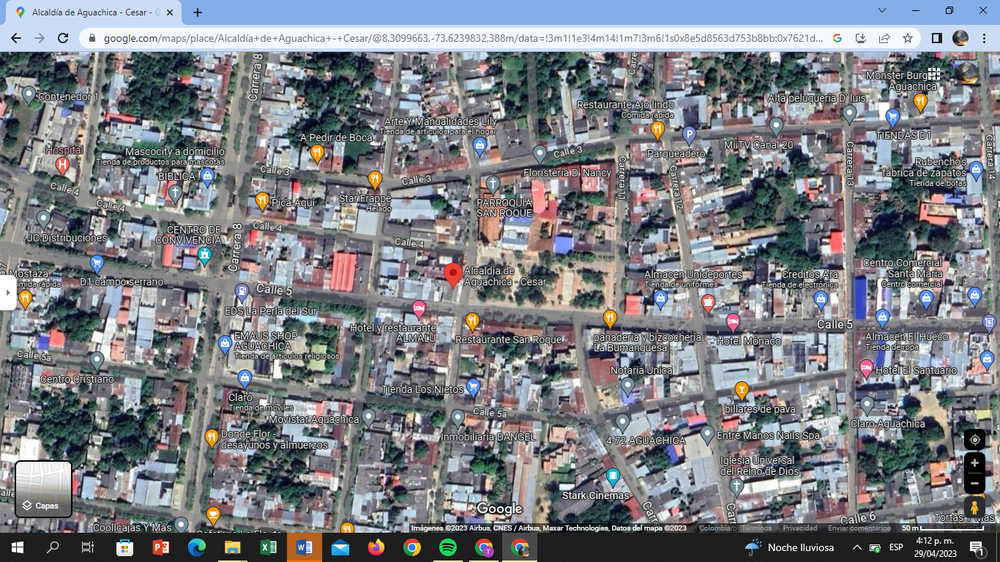 Alcaldía de Aguachica - Cesar - G
google.com/maps/place/Alcaldía+de+Aguachica+-+Cesar/@8.3099663,-73.6239832,388m/data=!3m1!1e3!4m14!1m7!3m6!1s0x8e5d8563d753b8bb:0x7621d...
Carrera 8
Carre
Monster Burg
Aguachica
Contenedor 1
Restaurante Ajo lindo
Comida rápida
Alta peluquería D' luis
Arte Y Manualidades Lily
Tienda de artículos para el hogar
A Pedir de Boca
TIENDAS D1
Mi TV Canal 20
Parqueadero
Hospital
Mascocity a domicilio
Tienda de productos para mascotas
BIBLICA
Calle 3
Calle 3
Calle 3
Floristería D' Nancy
Carrera 11
Carrera 12
Carrera 13
Carrera 14
Rubencho's
fábrica de zapatos
Tienda de botas
Calle 4
Calle 4
Pica Aquí
Star Frappé
Helado
PARROQUIA
SAN ROQUE
JC Distribuciones
CENTRO DE
CONVIVENCIA
Carrera 8
Calle 4
Calle 4
Mostaza
omida rápida
D1 campo serrano
Alcaldía de
Aguachica - Cesar
Almacen Unideportes
Tienda de uniformes
Creditos Ara
Tienda de electrónica
Centro Comercial
Santa Maria
Centro comercial
Calle 5
EDS La Perla del Sur
Hotel y restaurante
ALMALU
Restaurante San Roque
panadería y bizcochería
La Bumanguesa
Hotel Mónaco
Calle 5
Almacen El Hueco
Tienda de ropa
EMAUS SHOP
AGUACHICA
Tienda de artículos religiosos
Calle 5a
Centro Cristiano
Notaria Unica
Hotel El Santuario
Claro
Tienda de móviles
Tienda Los Nietos
billares de pava
Movistar Aguachica
Calle 5a
Claro Aguachica
Donde Flor -
desayunos y almuerzos
Inmobiliaria DANGEL
4-72 AGUACHICA
Entre Manos Nails Spa
Iglesia Universal
del Reino de Dios
Stark Cinemas
Capas
Calle
Google
Carr
Carr
Calle 6
Tortas
Coollcajas Y Más
Imágenes ©2023 Airbus, CNES / Airbus, Maxar Technologies, Datos del mapa ©2023
Colombia
Términos
Privacidad
Enviar comentarios
50 m
Noche lluviosa
ESP
4:12 p. m.
29/04/2023
1